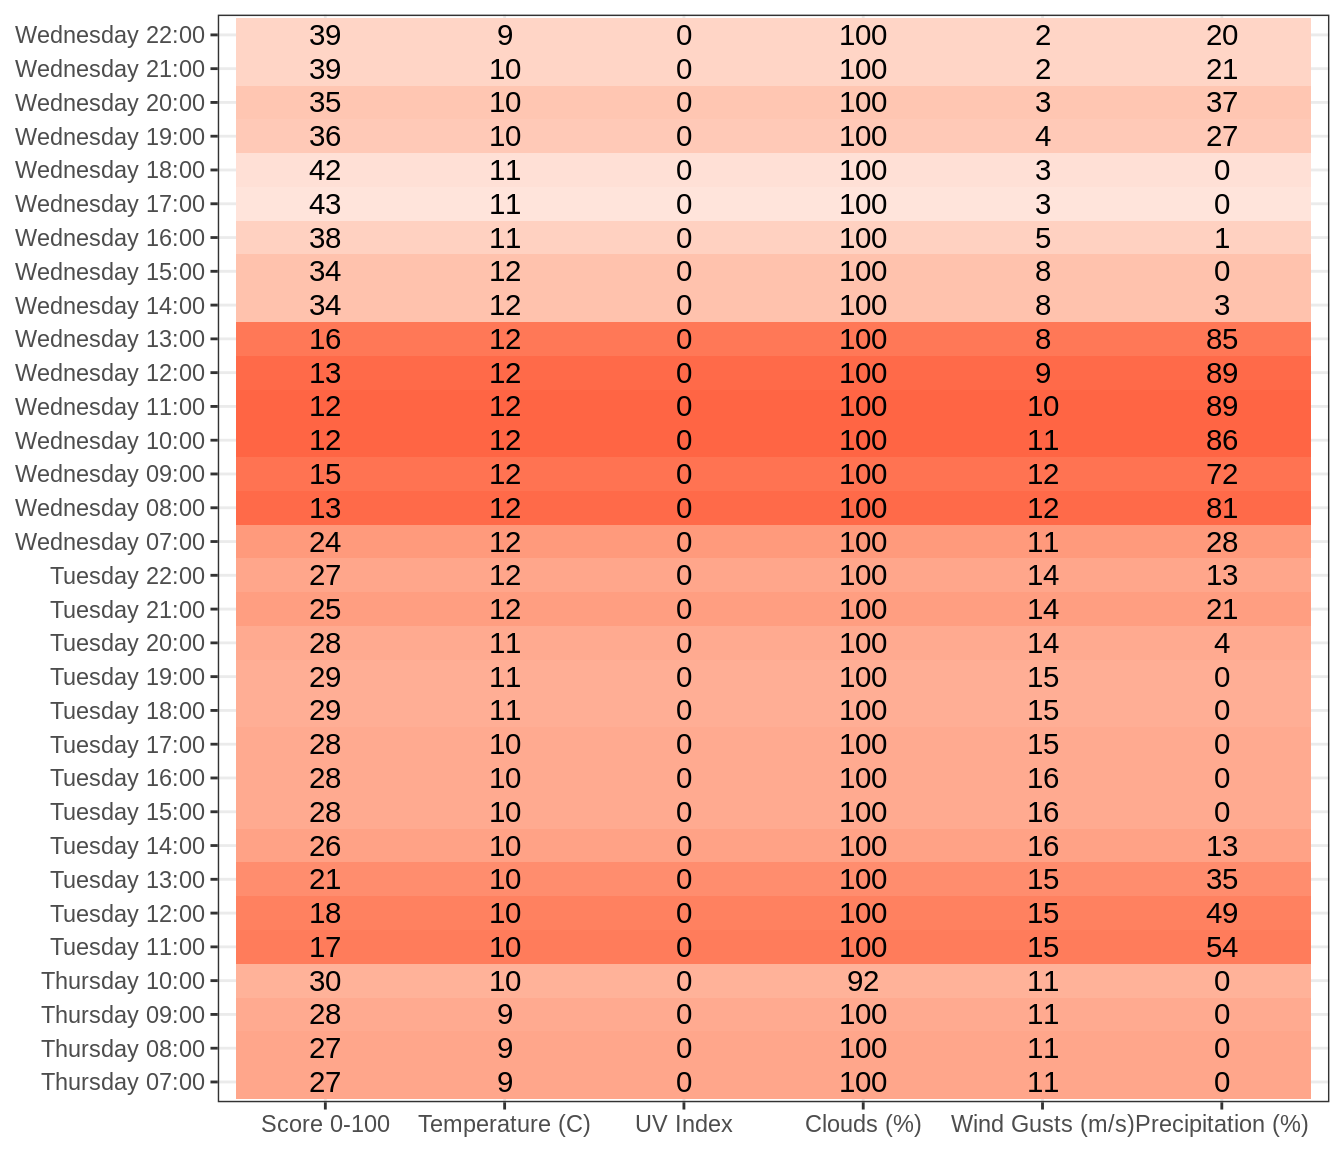 Wednesday 22:00 39 9 0 100 2 20
Wednesday 21:00 39 10 0 100 2 21
Wednesday 20:00 35 10 0 100 3 37
Wednesday 19:00 36 10 0 100 4 27
Wednesday 18:00 42 11 0 100 3 0
Wednesday 17:00 43 11 0 100 3 0
Wednesday 16:00 38 11 0 100 5 1
Wednesday 15:00 34 12 0 100 8 0
Wednesday 14:00 34 12 0 100 8 3
Wednesday 13:00 16 12 0 100 8 85
Wednesday 12:00 13 12 0 100 9 89
Wednesday 11:00 12 12 0 100 10 89
Wednesday 10:00 12 12 0 100 11 86
Wednesday 09:00 15 12 0 100 12 72
Wednesday 08:00 13 12 0 100 12 81
Wednesday 07:00 24 12 0 100 11 28
Tuesday 22:00 27 12 0 100 14 13
Tuesday 21:00 25 12 0 100 14 21
Tuesday 20:00 28 11 0 100 14 4
Tuesday 19:00 29 11 0 100 15 0
Tuesday 18:00 29 11 0 100 15 0
Tuesday 17:00 28 10 0 100 15 0
Tuesday 16:00 28 10 0 100 16 0
Tuesday 15:00 28 10 0 100 16 0
Tuesday 14:00 26 10 0 100 16 13
Tuesday 13:00 21 10 0 100 15 35
Tuesday 12:00 18 10 0 100 15 49
Tuesday 11:00 17 10 0 100 15 54
Thursday 10:00 30 10 0 92 11 0
Thursday 09:00 28 9 0 100 11 0
Thursday 08:00 27 9 0 100 11 0
Thursday 07:00 27 9 0 100 11 0
Score 0-100 Temperature (C) UV Index Clouds (%) Wind Gusts (m/s) Precipitation (%)